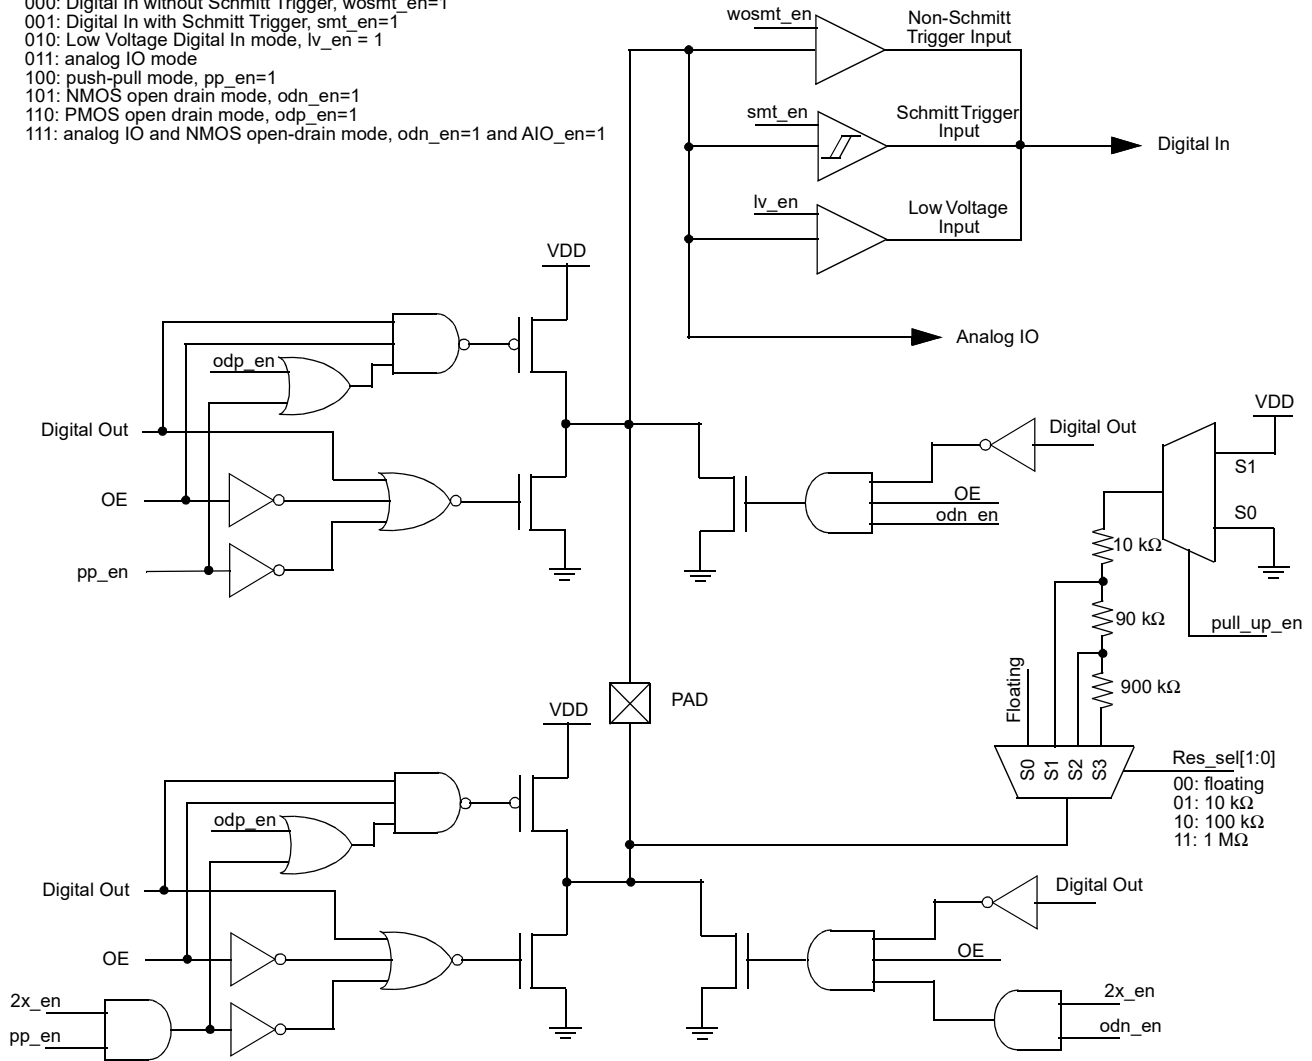 000: Digital In without Schmitt Trigger, wosmt_en=1
001: Digital In with Schmitt Trigger, smt_en=1
010: Low Voltage Digital In mode, lv_en = 1
011: analog IO mode
100: push-pull mode, pp_en=1
101: NMOS open drain mode, odn_en=1
110: PMOS open drain mode, odp_en=1
111: analog IO and NMOS open-drain mode, odn_en=1 and AIO_en=1
wosmt_en
Non-Schmitt
Trigger Input
smt_en
Schmitt Trigger
Input
Digital In
lv_en
Low Voltage
Input
Analog IO
VDD
odp_en
Digital Out
OE
pp_en
Digital Out
OE
odn_en
VDD
S1
S0
10 kΩ
90 kΩ
pull_up_en
900 kΩ
Floating
S0
S1
S2
S3
Res_sel[1:0]
00: floating
01: 10 kΩ
10: 100 kΩ
11: 1 MΩ
PAD
VDD
odp_en
Digital Out
OE
2x_en
pp_en
Digital Out
OE
2x_en
odn_en